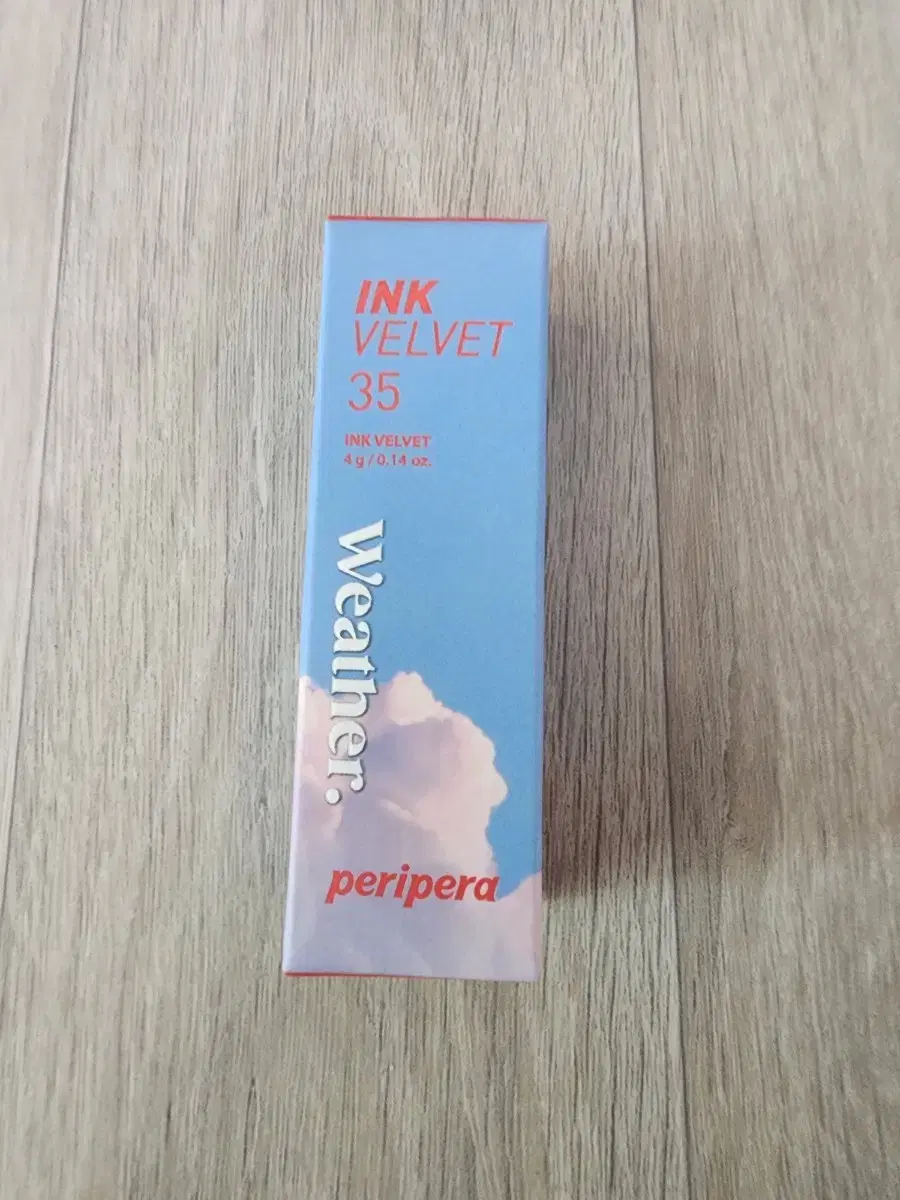 INK
VELVET
35
INK VELVET
4 g / 0.14 oz.
Weather.
peripera